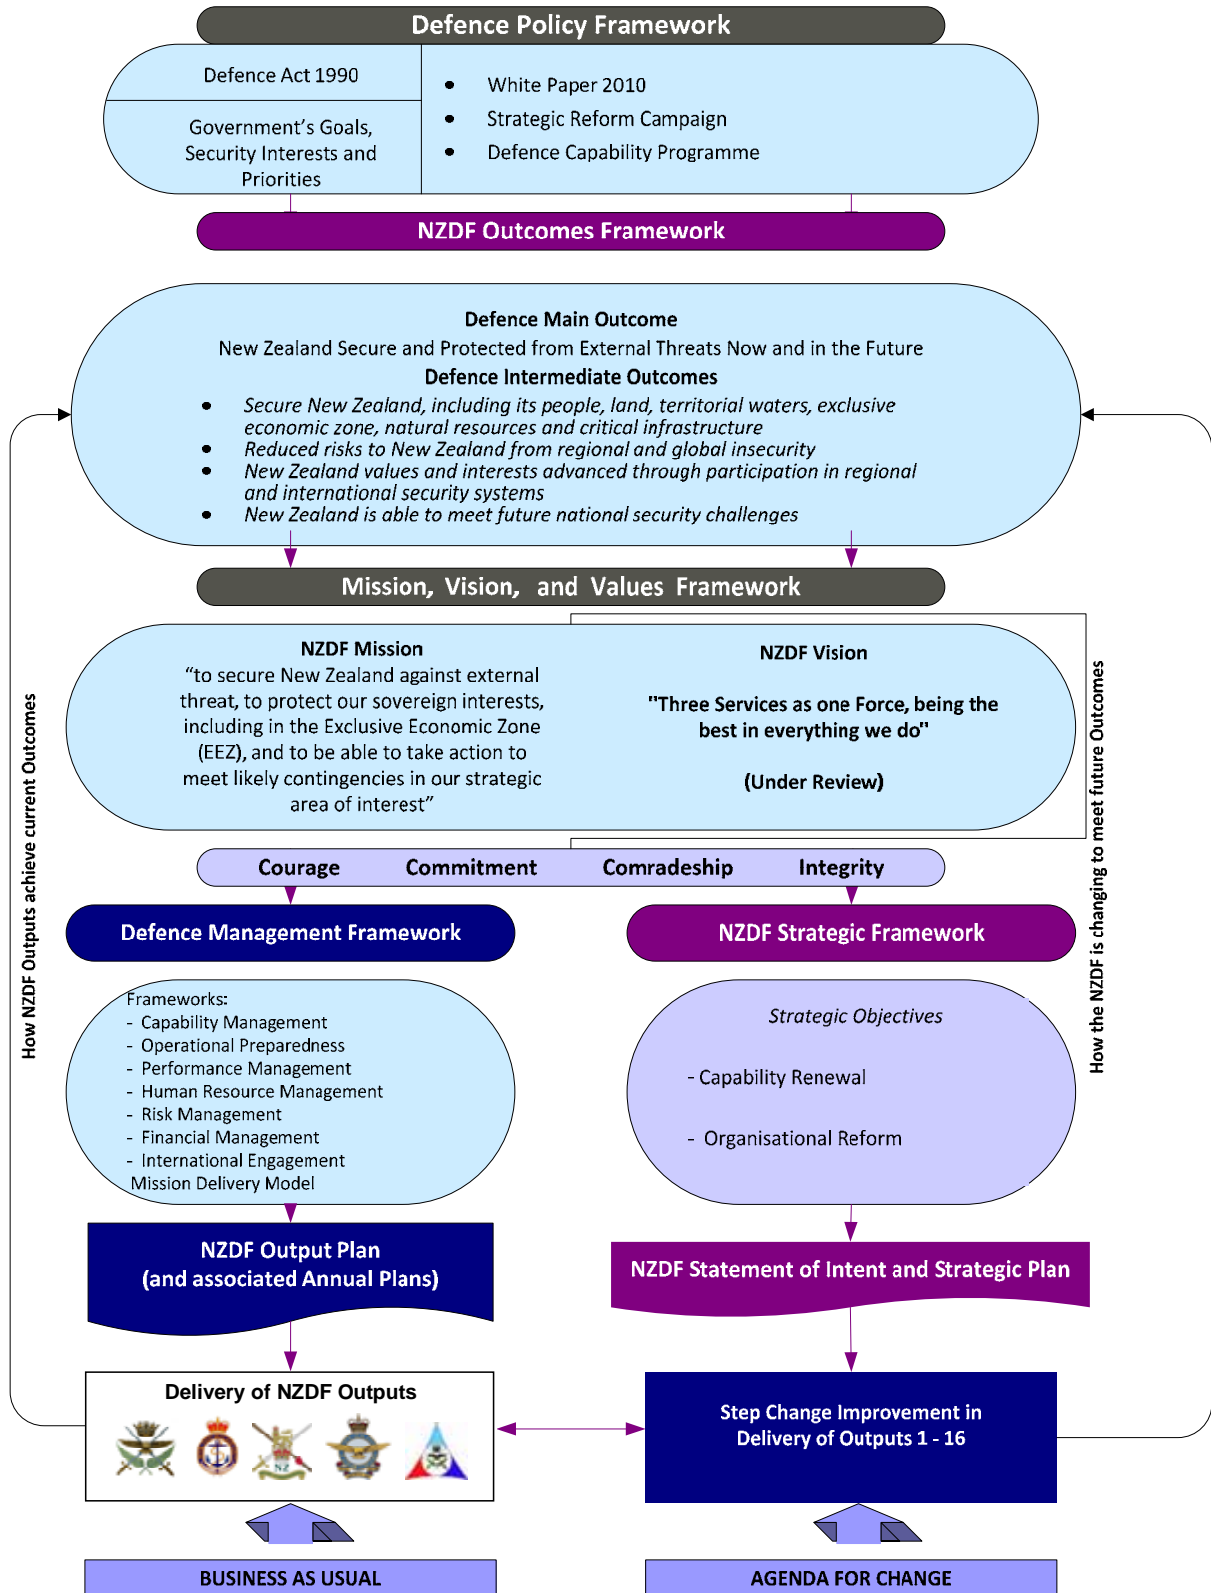 Defence Policy Framework
Defence Act 1990
Government's Goals,
Security Interests and
Priorities
• White Paper 2010
• Strategic Reform Campaign
• Defence Capability Programme
NZDF Outcomes Framework
Defence Main Outcome
New Zealand Secure and Protected from External Threats Now and in the Future
Defence Intermediate Outcomes
• Secure New Zealand, including its people, land, territorial waters, exclusive
economic zone, natural resources and critical infrastructure
• Reduced risks to New Zealand from regional and global insecurity
• New Zealand values and interests advanced through participation in regional
and international security systems
• New Zealand is able to meet future national security challenges
Mission, Vision, and Values Framework
NZDF Mission
“to secure New Zealand against external
threat, to protect our sovereign interests,
including in the Exclusive Economic Zone
(EEZ), and to be able to take action to
meet likely contingencies in our strategic
area of interest”
NZDF Vision
"Three Services as one Force, being the
best in everything we do"
(Under Review)
Courage Commitment Comradeship Integrity
Defence Management Framework
NZDF Strategic Framework
Frameworks:
- Capability Management
- Operational Preparedness
- Performance Management
- Human Resource Management
- Risk Management
- Financial Management
- International Engagement
Mission Delivery Model
Strategic Objectives
- Capability Renewal
- Organisational Reform
NZDF Output Plan
(and associated Annual Plans)
NZDF Statement of Intent and Strategic Plan
Delivery of NZDF Outputs
NZ
Step Change Improvement in
Delivery of Outputs 1 - 16
BUSINESS AS USUAL
AGENDA FOR CHANGE
How NZDF Outputs achieve current Outcomes
How the NZDF is changing to meet future Outcomes